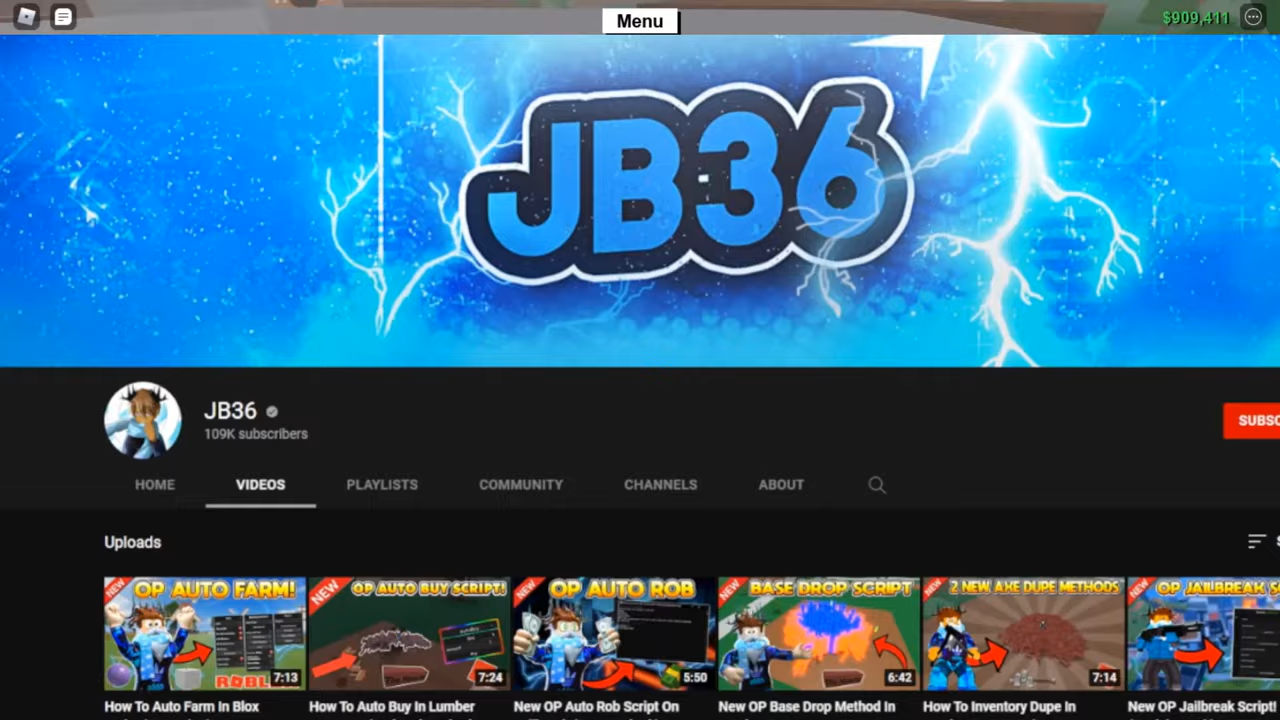 Menu
$909,411
JB36
JB36
109K subscribers
SUBSC
HOME
VIDEOS
PLAYLISTS
COMMUNITY
CHANNELS
ABOUT
Uploads
S
NEW
OP AUTO FARM!
ROBL
7:13
NEW
OP AUTO BUY SCRIPT!
7:24
NEW
OP AUTO ROB
5:50
NEW
BASE DROP SCRIPT
6:42
NEW
2 NEW AXE DUPE METHODS
7:14
NEW
OP JAILBREAK S
How To Auto Farm In Blox
How To Auto Buy In Lumber
New OP Auto Rob Script On
New OP Base Drop Method In
How To Inventory Dupe In
New OP Jailbreak Script!